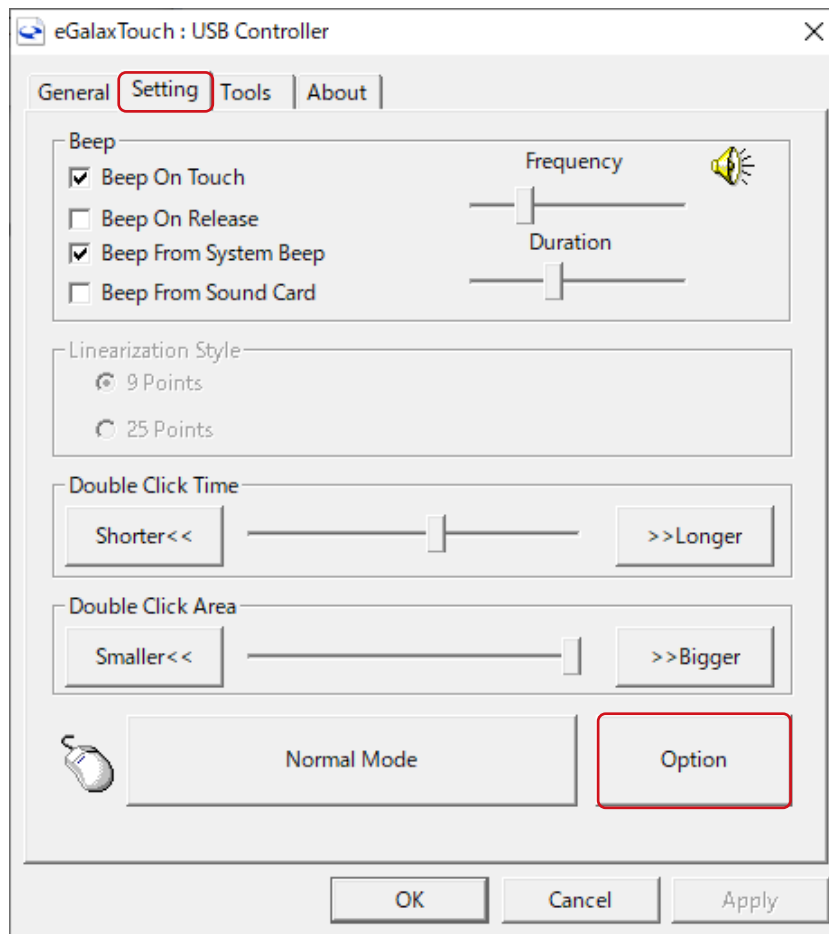 eGalaxTouch : USB Controller
General Setting Tools About
Beep
Beep On Touch
Beep On Release
Beep From System Beep
Beep From Sound Card
Frequency
Duration
Linearization Style
9 Points
25 Points
Double Click Time
Shorter<< >>Longer
Double Click Area
Smaller<< >>Bigger
Normal Mode Option
OK Cancel Apply